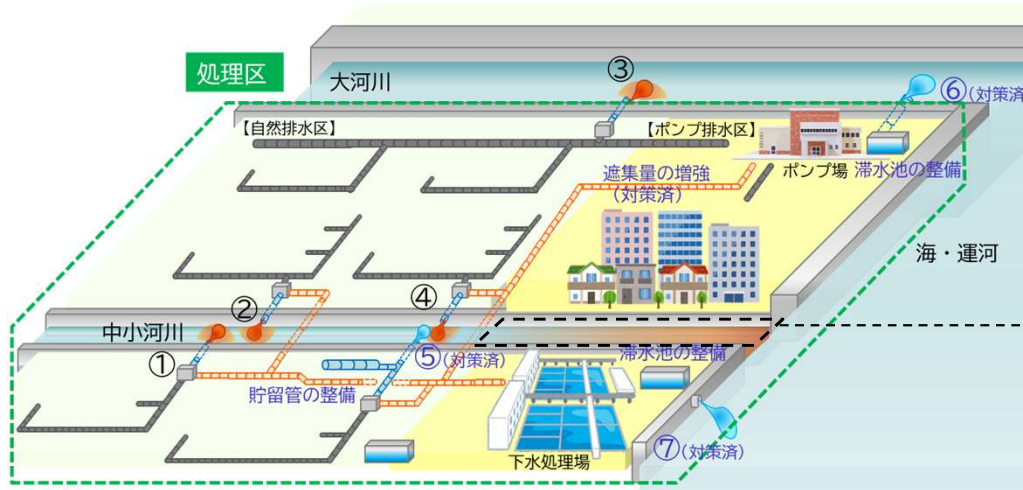 処理区
大河川
③
⑥(対策済
【自然排水区】
【ポンプ排水区】
ポンプ場
滞水池の整備
遮集量の増強
(対策済)
海・運河
②
④
中小河川
①
⑤(対策済)
滞水池の整備
貯留管の整備
⑦(対策済)
下水処理場